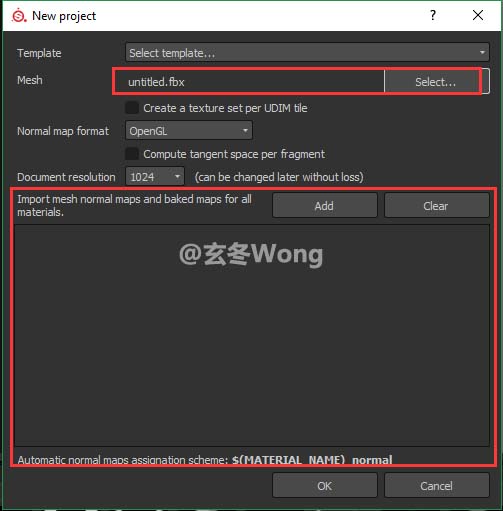 New project
Template
Select template...
Mesh
untitled.fbx
Select...
Create a texture set per UDIM tile
Normal map format
OpenGL
Compute tangent space per fragment
Document resolution
1024
(can be changed later without loss)
Import mesh normal maps and baked maps for all
materials.
Add
Clear
@玄冬Wong
Automatic normal maps assignation scheme: $(MATERIAL_NAME)_normal
OK
Cancel